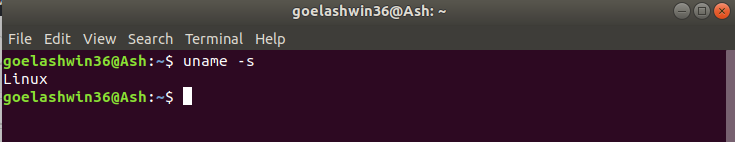 goelashwin36@Ash: ~
File Edit View Search Terminal Help
goelashwin36@Ash:~$ uname -s
Linux
goelashwin36@Ash:~$